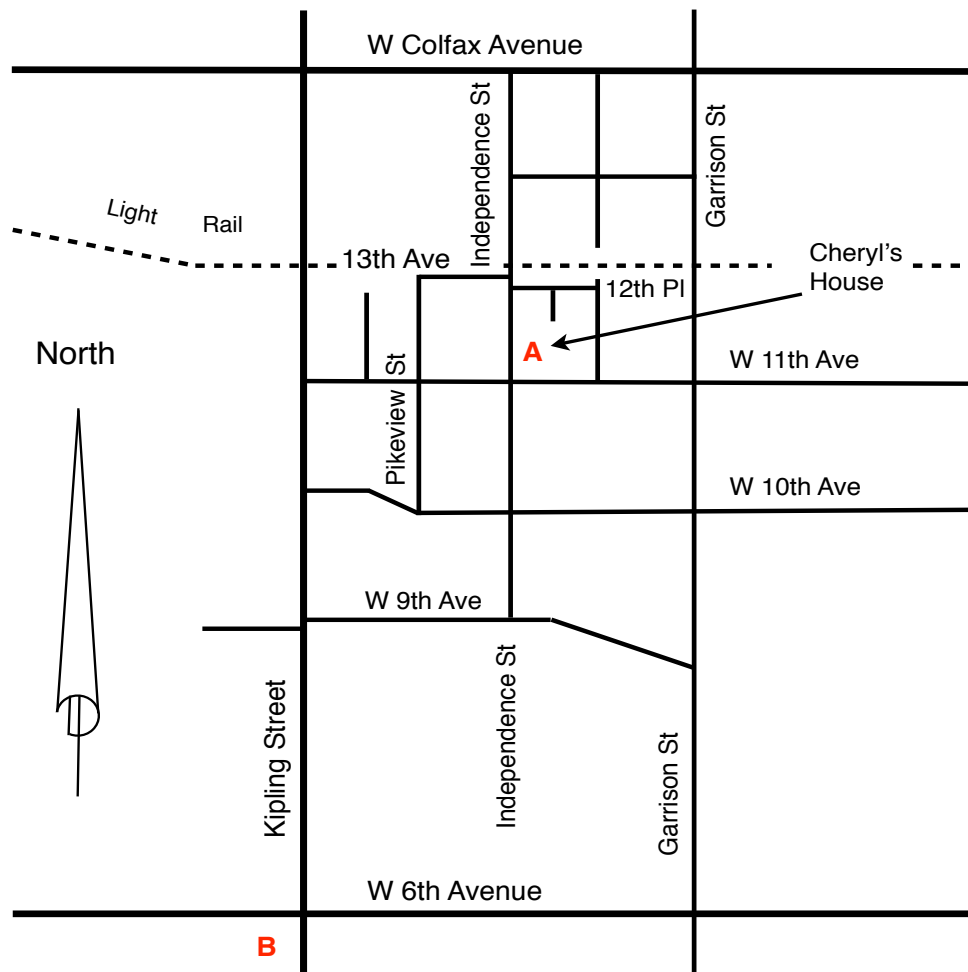 W Colfax Avenue
Independence St
Garrison St
Light
Rail
13th Ave
Cheryl's
House
12th Pl
North
A
W 11th Ave
Pikeview St
W 10th Ave
W 9th Ave
Kipling Street
Independence St
Garrison St
W 6th Avenue
B